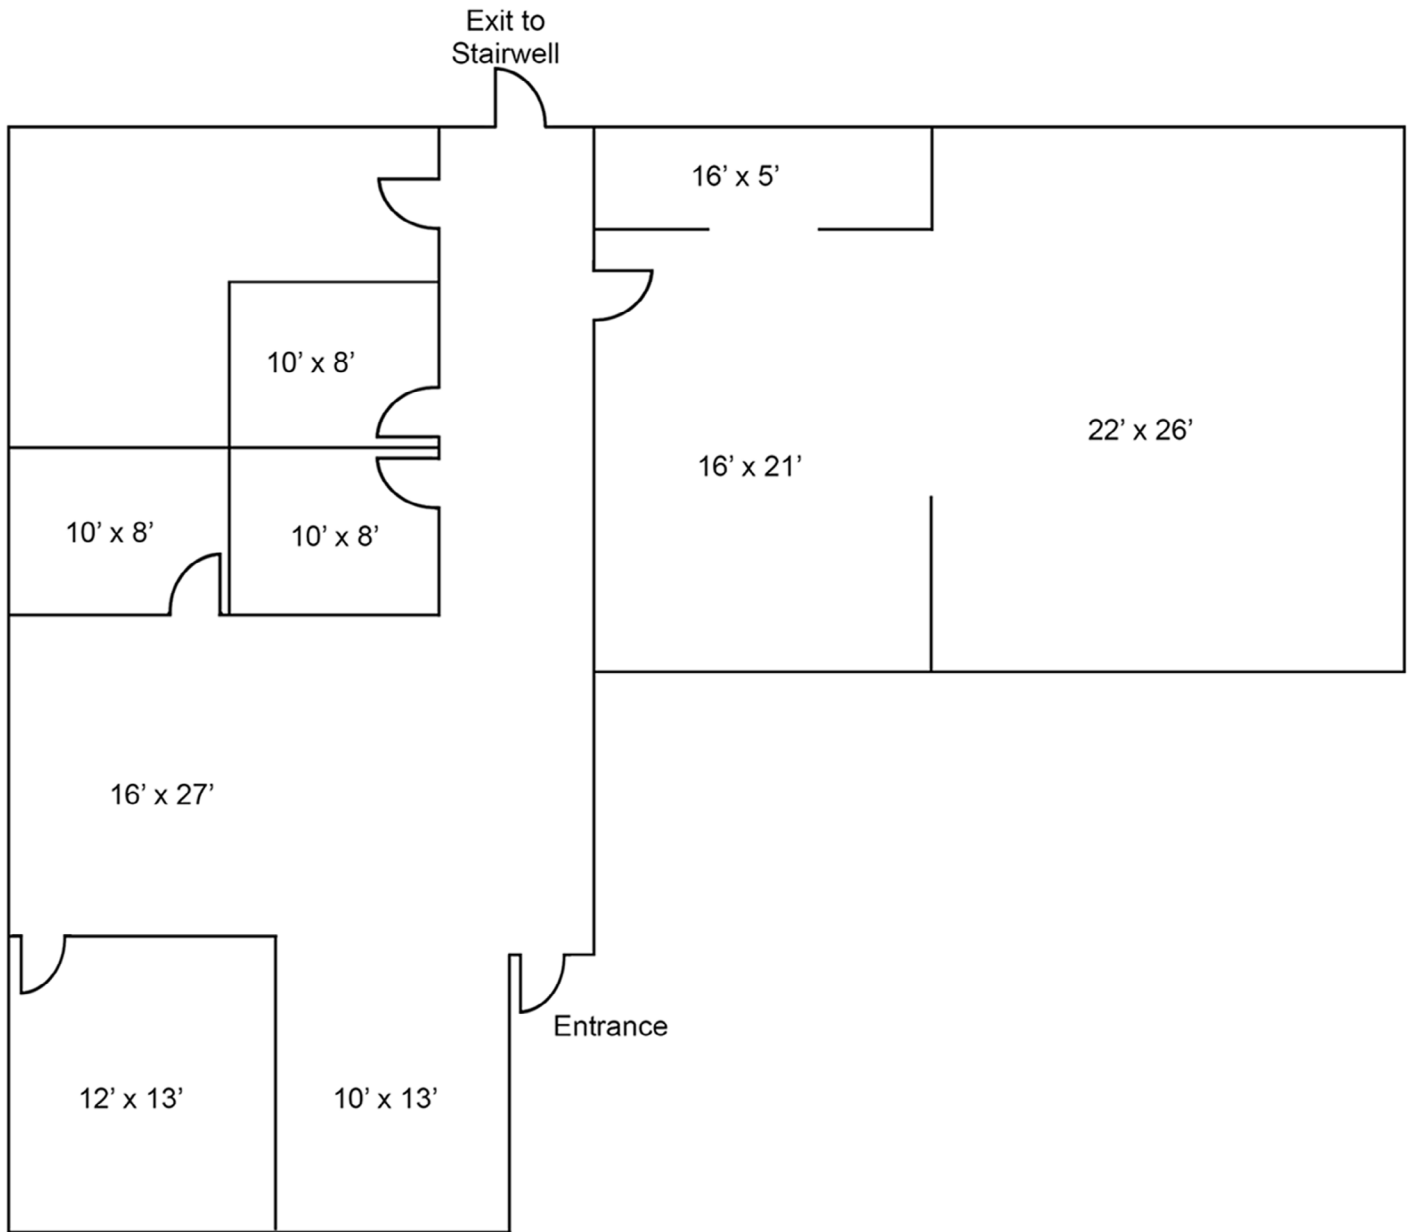 Exit to
Stairwell
16’ x 5’
10’ x 8’
22’ x 26’
16’ x 21’
10’ x 8’
10’ x 8’
16’ x 27’
Entrance
12’ x 13’
10’ x 13’